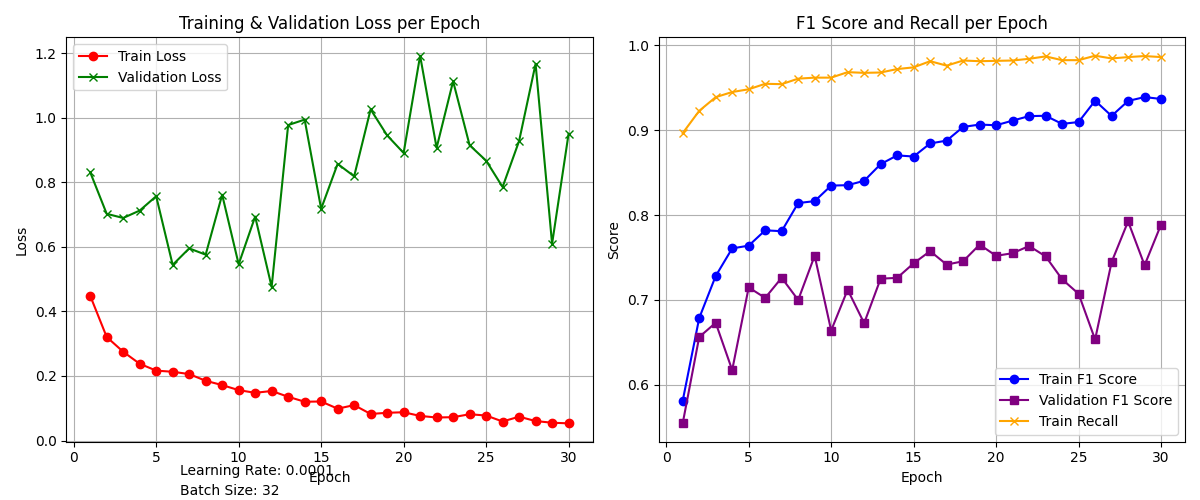 Training & Validation Loss per Epoch
Train Loss
Validation Loss
Loss
1.2
1.0
0.8
0.6
0.4
0.2
0.0
0 5 10 15 20 25 30
Epoch
Learning Rate: 0.0001
Batch Size: 32
F1 Score and Recall per Epoch
Score
1.0
0.9
0.8
0.7
0.6
Train F1 Score
Validation F1 Score
Train Recall
0 5 10 15 20 25 30
Epoch